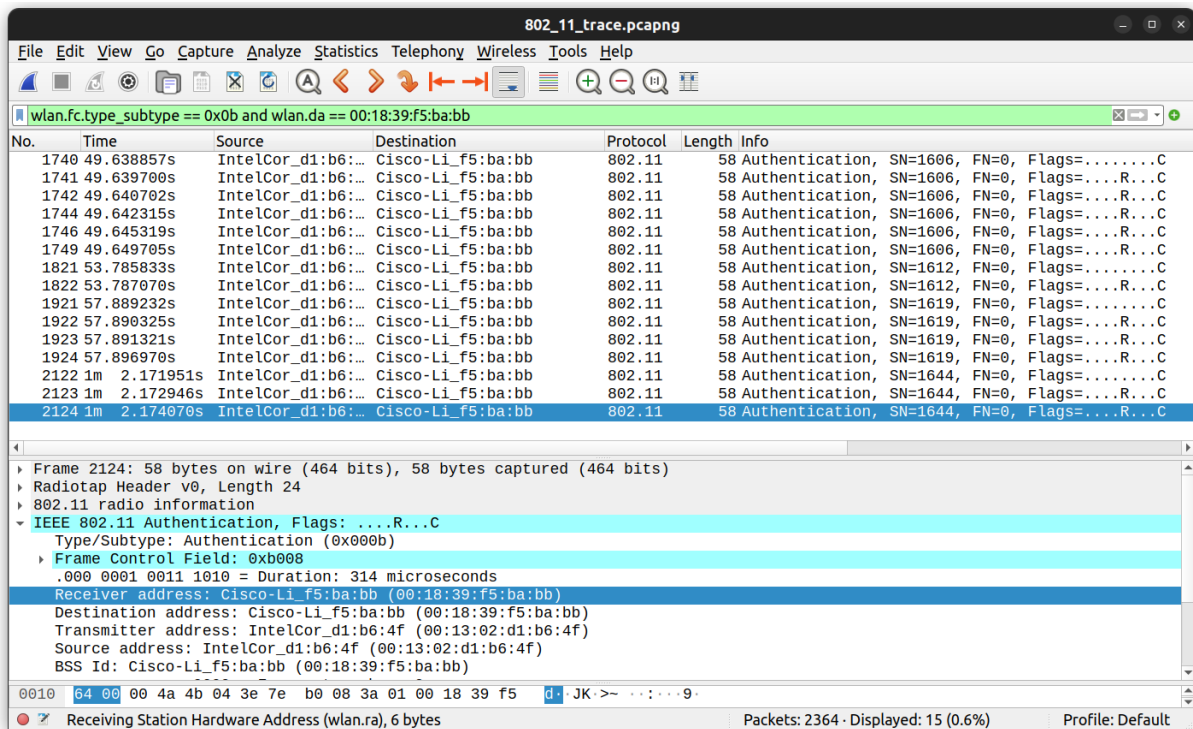 802_11_trace.pcapng
File Edit View Go Capture Analyze Statistics Telephony Wireless Tools Help
wlan.fc.type_subtype == 0x0b and wlan.da == 00:18:39:f5:ba:bb
No. Time Source Destination Protocol Length Info
1740 49.638857s IntelCor_d1:b6:… Cisco-Li_f5:ba:bb 802.11 58 Authentication, SN=1606, FN=0, Flags=........C
1741 49.639700s IntelCor_d1:b6:… Cisco-Li_f5:ba:bb 802.11 58 Authentication, SN=1606, FN=0, Flags=....R...C
1742 49.640702s IntelCor_d1:b6:… Cisco-Li_f5:ba:bb 802.11 58 Authentication, SN=1606, FN=0, Flags=....R...C
1744 49.642315s IntelCor_d1:b6:… Cisco-Li_f5:ba:bb 802.11 58 Authentication, SN=1606, FN=0, Flags=....R...C
1746 49.645319s IntelCor_d1:b6:… Cisco-Li_f5:ba:bb 802.11 58 Authentication, SN=1606, FN=0, Flags=....R...C
1749 49.649705s IntelCor_d1:b6:… Cisco-Li_f5:ba:bb 802.11 58 Authentication, SN=1606, FN=0, Flags=....R...C
1821 53.785833s IntelCor_d1:b6:… Cisco-Li_f5:ba:bb 802.11 58 Authentication, SN=1612, FN=0, Flags=........C
1822 53.787070s IntelCor_d1:b6:… Cisco-Li_f5:ba:bb 802.11 58 Authentication, SN=1612, FN=0, Flags=....R...C
1921 57.889232s IntelCor_d1:b6:… Cisco-Li_f5:ba:bb 802.11 58 Authentication, SN=1619, FN=0, Flags=........C
1922 57.890325s IntelCor_d1:b6:… Cisco-Li_f5:ba:bb 802.11 58 Authentication, SN=1619, FN=0, Flags=....R...C
1923 57.891321s IntelCor_d1:b6:… Cisco-Li_f5:ba:bb 802.11 58 Authentication, SN=1619, FN=0, Flags=....R...C
1924 57.896970s IntelCor_d1:b6:… Cisco-Li_f5:ba:bb 802.11 58 Authentication, SN=1619, FN=0, Flags=....R...C
2122 1m 2.171951s IntelCor_d1:b6:… Cisco-Li_f5:ba:bb 802.11 58 Authentication, SN=1644, FN=0, Flags=........C
2123 1m 2.172946s IntelCor_d1:b6:… Cisco-Li_f5:ba:bb 802.11 58 Authentication, SN=1644, FN=0, Flags=....R...C
2124 1m 2.174070s IntelCor_d1:b6:… Cisco-Li_f5:ba:bb 802.11 58 Authentication, SN=1644, FN=0, Flags=....R...C
Frame 2124: 58 bytes on wire (464 bits), 58 bytes captured (464 bits)
Radiotap Header v0, Length 24
802.11 radio information
IEEE 802.11 Authentication, Flags: ....R...C
Type/Subtype: Authentication (0x000b)
Frame Control Field: 0xb008
.000 0001 0011 1010 = Duration: 314 microseconds
Receiver address: Cisco-Li_f5:ba:bb (00:18:39:f5:ba:bb)
Destination address: Cisco-Li_f5:ba:bb (00:18:39:f5:ba:bb)
Transmitter address: IntelCor_d1:b6:4f (00:13:02:d1:b6:4f)
Source address: IntelCor_d1:b6:4f (00:13:02:d1:b6:4f)
BSS Id: Cisco-Li_f5:ba:bb (00:18:39:f5:ba:bb)
0010 64 00 00 4a 4b 04 3e 7e b0 08 3a 01 00 18 39 f5 d··JK·>~ ··:···9·
Receiving Station Hardware Address (wlan.ra), 6 bytes Packets: 2364 · Displayed: 15 (0.6%) Profile: Default